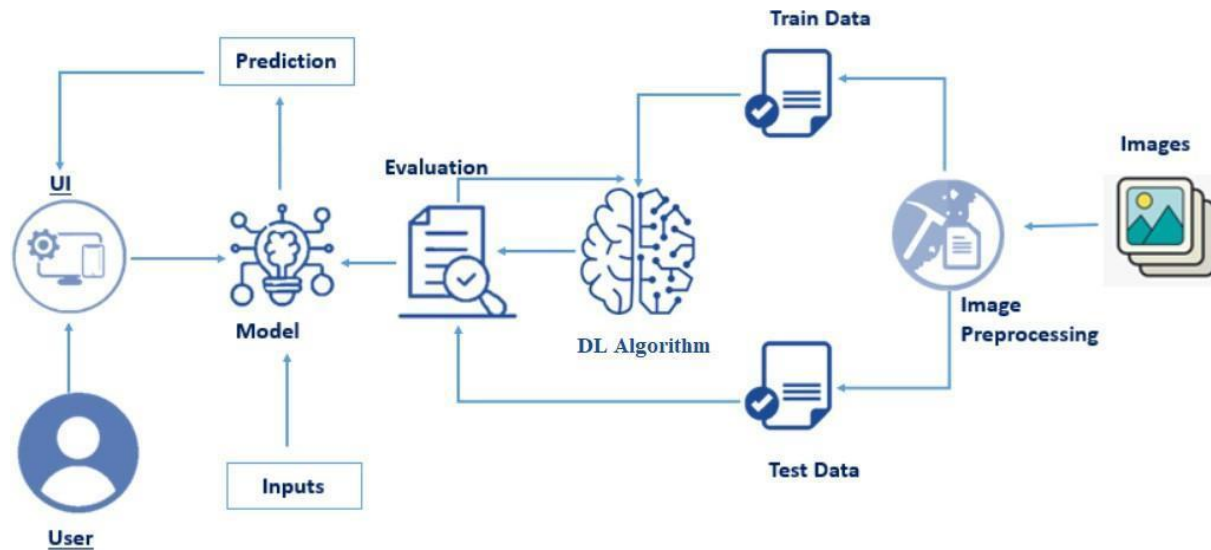 Train Data
Prediction
Images
Evaluation
UI
Model
DL Algorithm
Image
Preprocessing
Inputs
Test Data
User